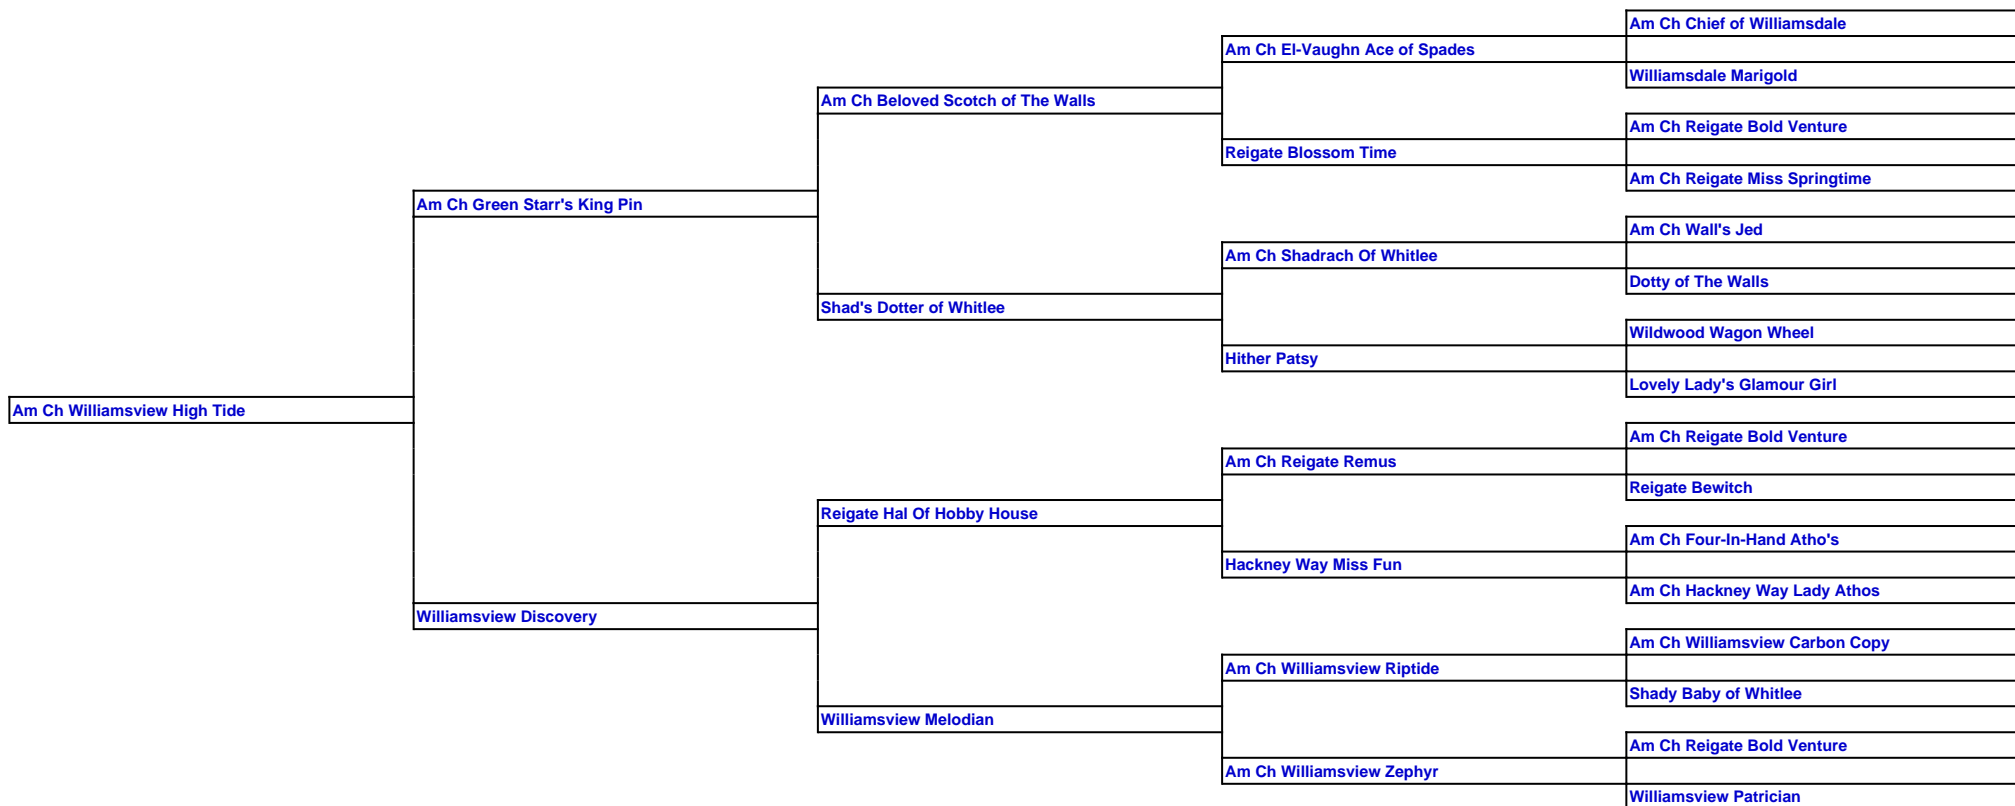 Am Ch Chief of Williamsdale
Am Ch El-Vaughn Ace of Spades
Williamsdale Marigold
Am Ch Beloved Scotch of The Walls
Am Ch Reigate Bold Venture
Reigate Blossom Time
Am Ch Reigate Miss Springtime
Am Ch Green Starr's King Pin
Am Ch Wall's Jed
Am Ch Shadrach Of Whitlee
Dotty of The Walls
Shad's Dotter of Whitlee
Wildwood Wagon Wheel
Hither Patsy
Lovely Lady's Glamour Girl
Am Ch Williamsview High Tide
Am Ch Reigate Bold Venture
Am Ch Reigate Remus
Reigate Bewitch
Reigate Hal Of Hobby House
Am Ch Four-In-Hand Atho's
Hackney Way Miss Fun
Am Ch Hackney Way Lady Athos
Williamsview Discovery
Am Ch Williamsview Carbon Copy
Am Ch Williamsview Riptide
Shady Baby of Whitlee
Williamsview Melodian
Am Ch Reigate Bold Venture
Am Ch Williamsview Zephyr
Williamsview Patrician